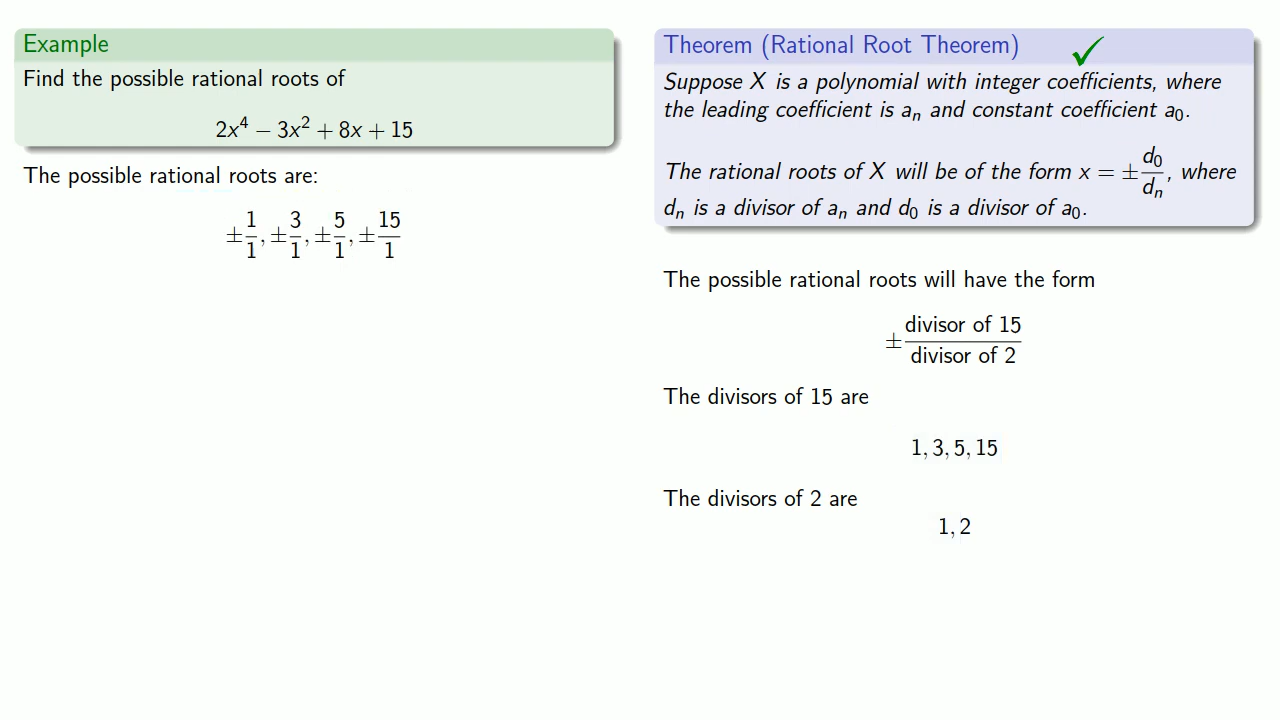 Example
Find the possible rational roots of
2x⁴ − 3x² + 8x + 15
The possible rational roots are:
±1/1, ±3/1, ±5/1, ±15/1
Theorem (Rational Root Theorem) ✓
Suppose X is a polynomial with integer coefficients, where
the leading coefficient is aₙ and constant coefficient a₀.
The rational roots of X will be of the form x = ±d₀/dₙ, where
dₙ is a divisor of aₙ and d₀ is a divisor of a₀.
The possible rational roots will have the form
±divisor of 15/divisor of 2
The divisors of 15 are
1, 3, 5, 15
The divisors of 2 are
1, 2